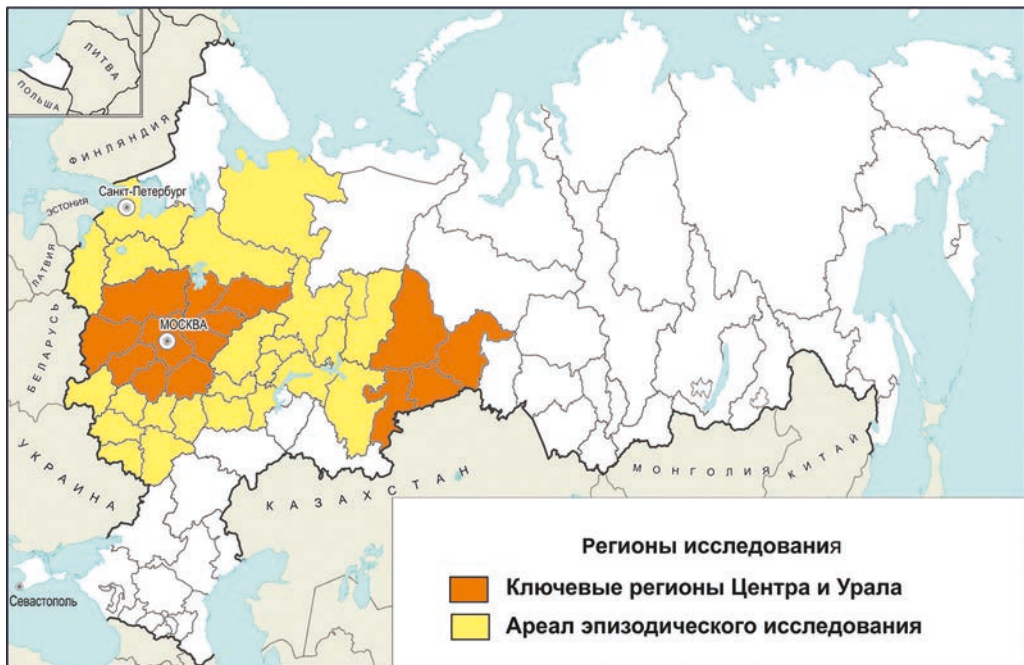 ЛИТВА
ПОЛЬША
ФИНЛЯНДИЯ
Санкт-Петербург
ЭСТОНИЯ
ЛАТВИЯ
МОСКВА
БЕЛАРУСЬ
УКРАИНА
КАЗАХСТАН
МОНГОЛИЯ
КИТАЙ
Севастополь
Регионы исследования
Ключевые регионы Центра и Урала
Ареал эпизодического исследования